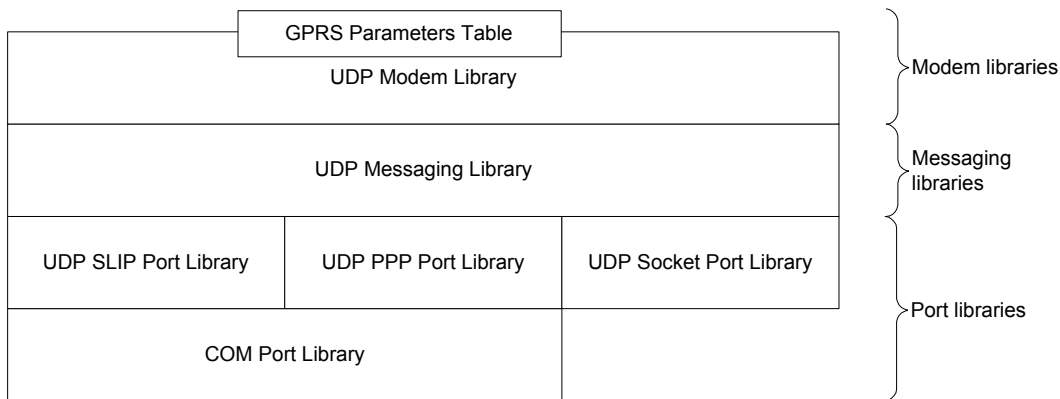 GPRS Parameters Table
UDP Modem Library
Modem libraries
UDP Messaging Library
Messaging
libraries
UDP SLIP Port Library
UDP PPP Port Library
UDP Socket Port Library
Port libraries
COM Port Library